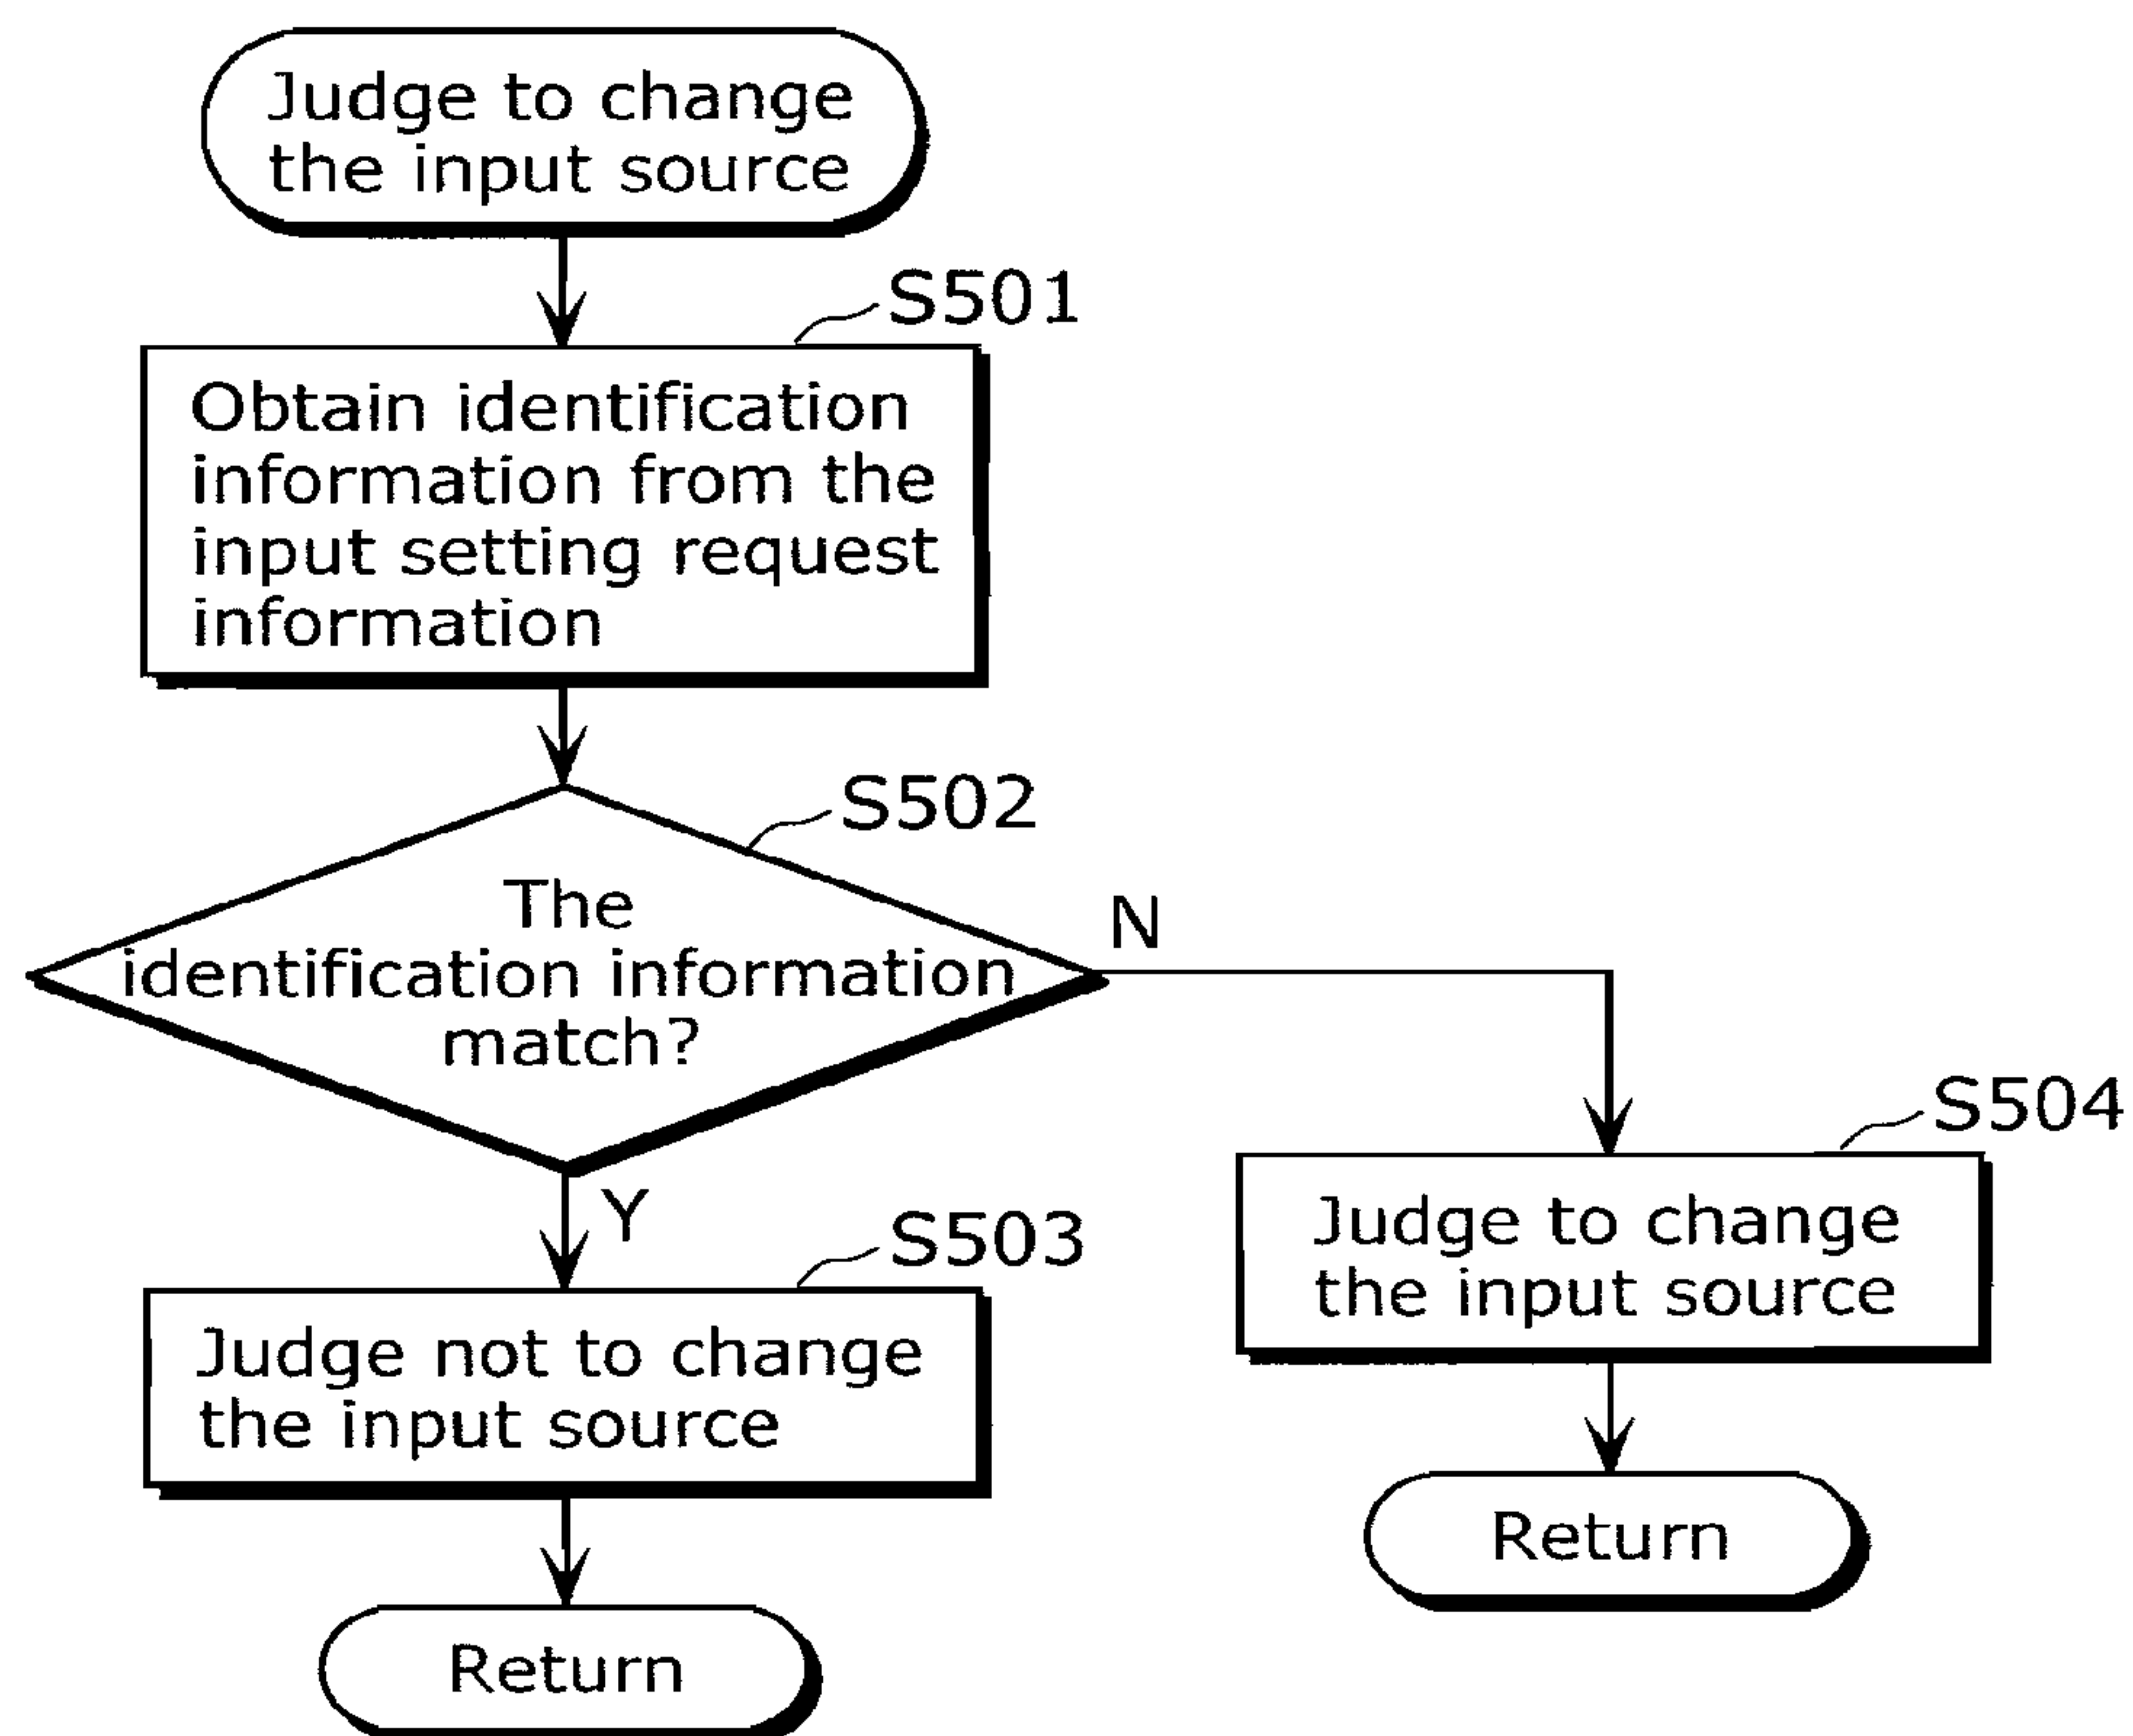 Judge to change
the input source
S501
Obtain identification
information from the
input setting request
information
S502
The
identification information
match?
N
Y
S503
Judge not to change
the input source
Return
S504
Judge to change
the input source
Return